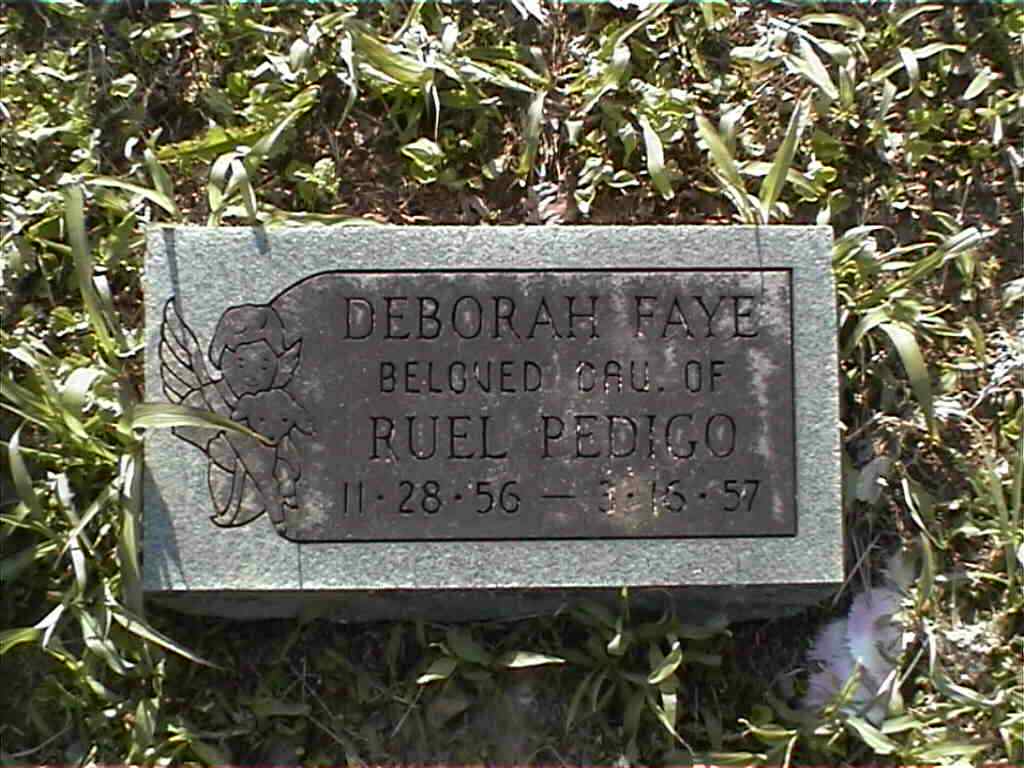 DEBORAH FAYE
BELOVED DAU. OF
RUEL PEDIGO
11·28·56 — 3·16·57